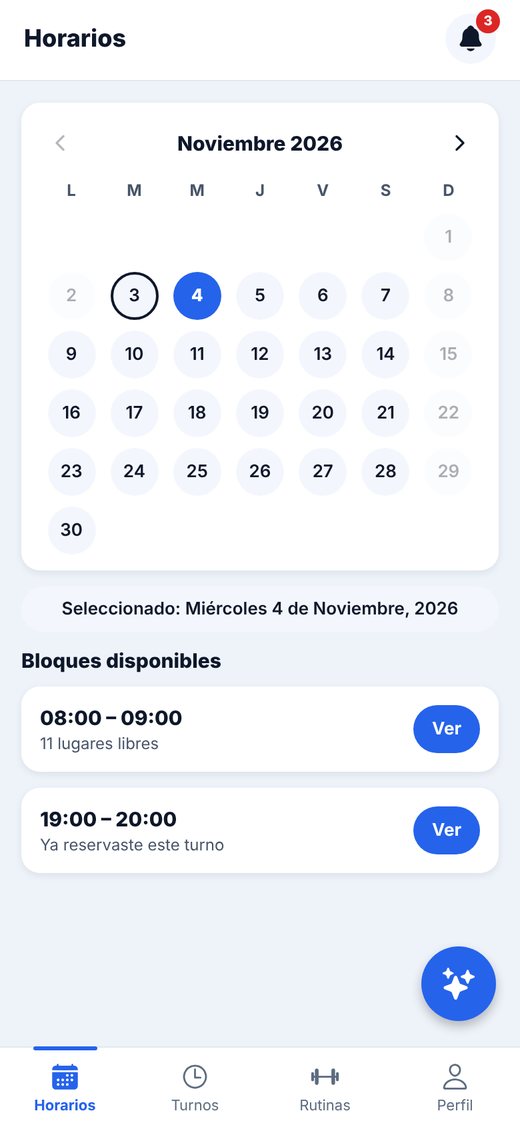 Horarios
3
Noviembre 2026
L M M J V S D
1
2 3 4 5 6 7 8
9 10 11 12 13 14 15
16 17 18 19 20 21 22
23 24 25 26 27 28 29
30
Seleccionado: Miércoles 4 de Noviembre, 2026
Bloques disponibles
08:00 – 09:00
11 lugares libres
Ver
19:00 – 20:00
Ya reservaste este turno
Ver
Horarios Turnos Rutinas Perfil